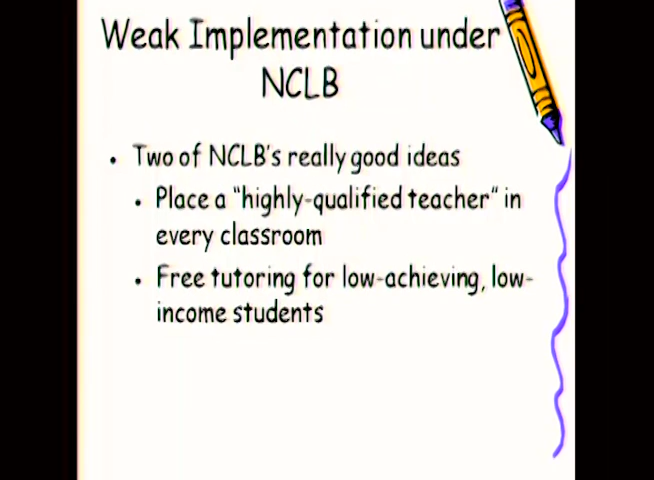 Weak Implementation under
NCLB
• Two of NCLB's really good ideas
• Place a "highly-qualified teacher" in
every classroom
• Free tutoring for low-achieving, low-
income students